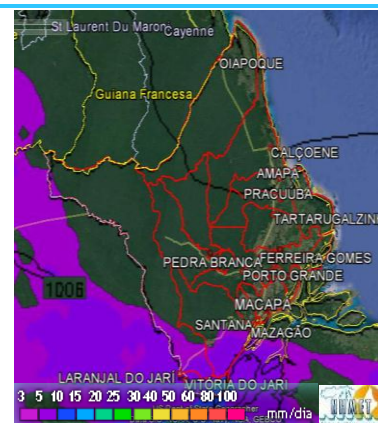 St Laurent Du Maroni
Cayenne
OIAPOQUE
Guiana Francesa
CALÇOENE
AMAPÁ
PRACUUBA
TARTARUGALZIN
PEDRA BRANCA
FERREIRA GOMES
PORTO GRANDE
1006
MACAPÁ
SANTANA
MAZAGÃO
LARANJAL DO JARI
VITÓRIA DO JARI
3 5 10 15 20 25 30 40 50 60 80 100
mm/dia
NHMET